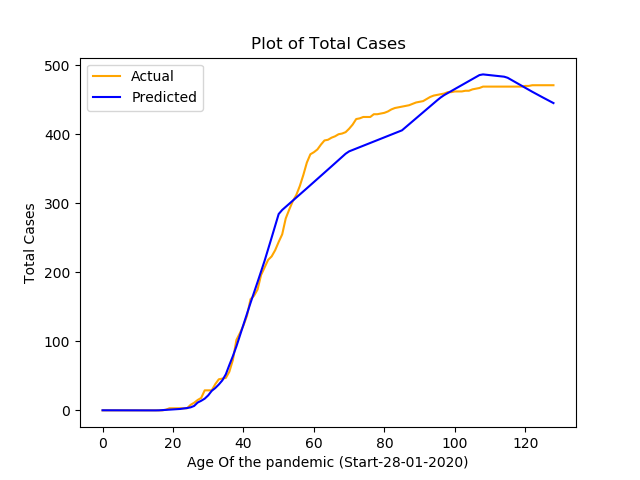 Plot of Total Cases
Actual
Predicted
500
400
300
200
100
0
Total Cases
0 20 40 60 80 100 120
Age Of the pandemic (Start-28-01-2020)